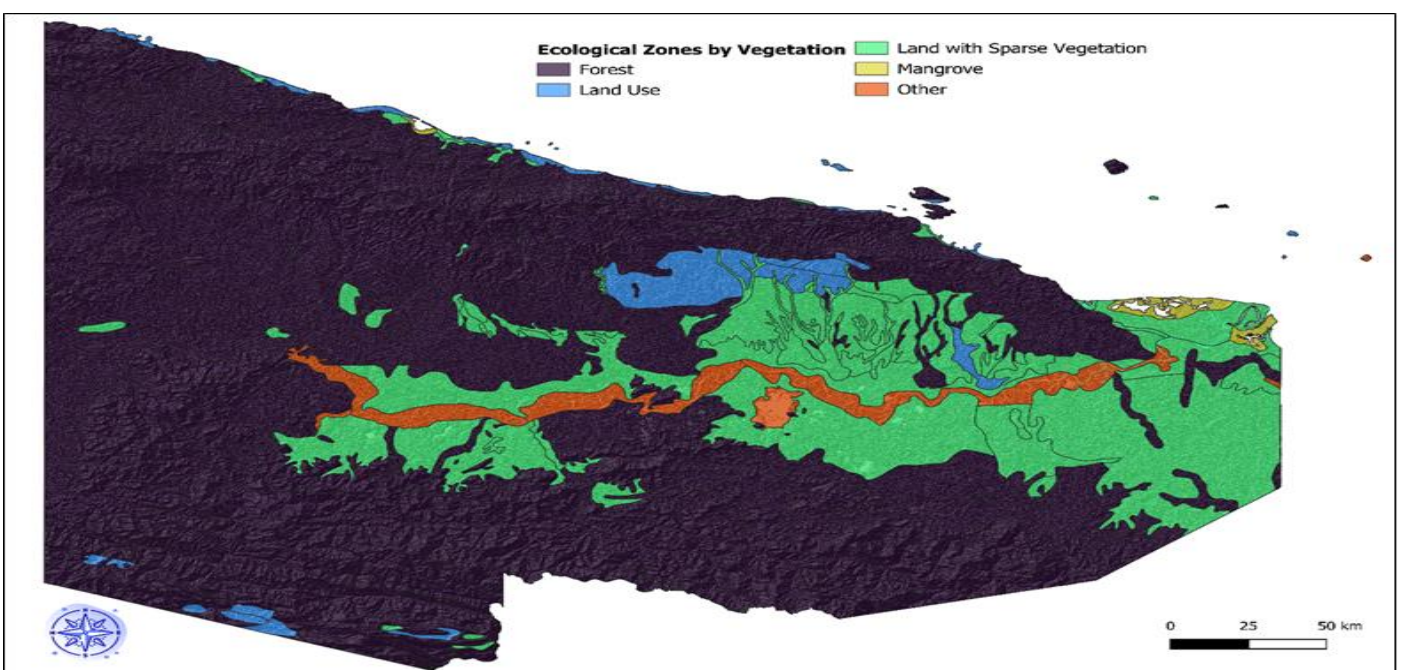 Ecological Zones by Vegetation
Forest
Land Use
Land with Sparse Vegetation
Mangrove
Other
0 25 50 km